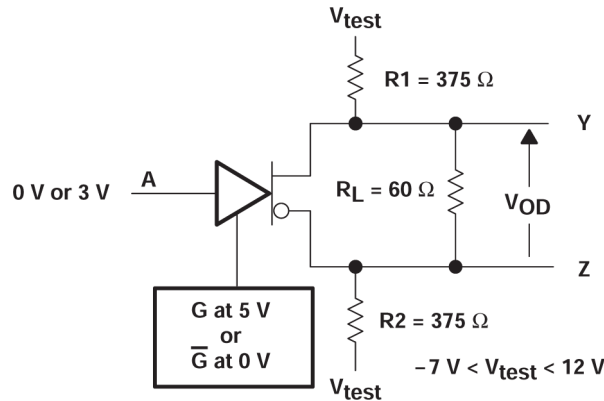 Vtest
R1 = 375 Ω
Y
A
0 V or 3 V
RL = 60 Ω
VOD
Z
G at 5 V
or
G̅ at 0 V
R2 = 375 Ω
−7 V < Vtest < 12 V
Vtest